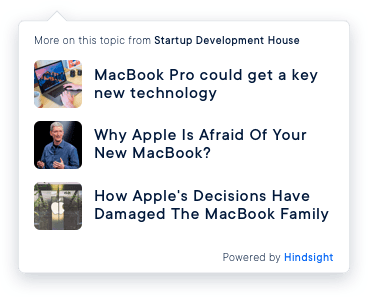 More on this topic from Startup Development House
MacBook Pro could get a key
new technology
Why Apple Is Afraid Of Your
New MacBook?
How Apple's Decisions Have
Damaged The MacBook Family
Powered by Hindsight